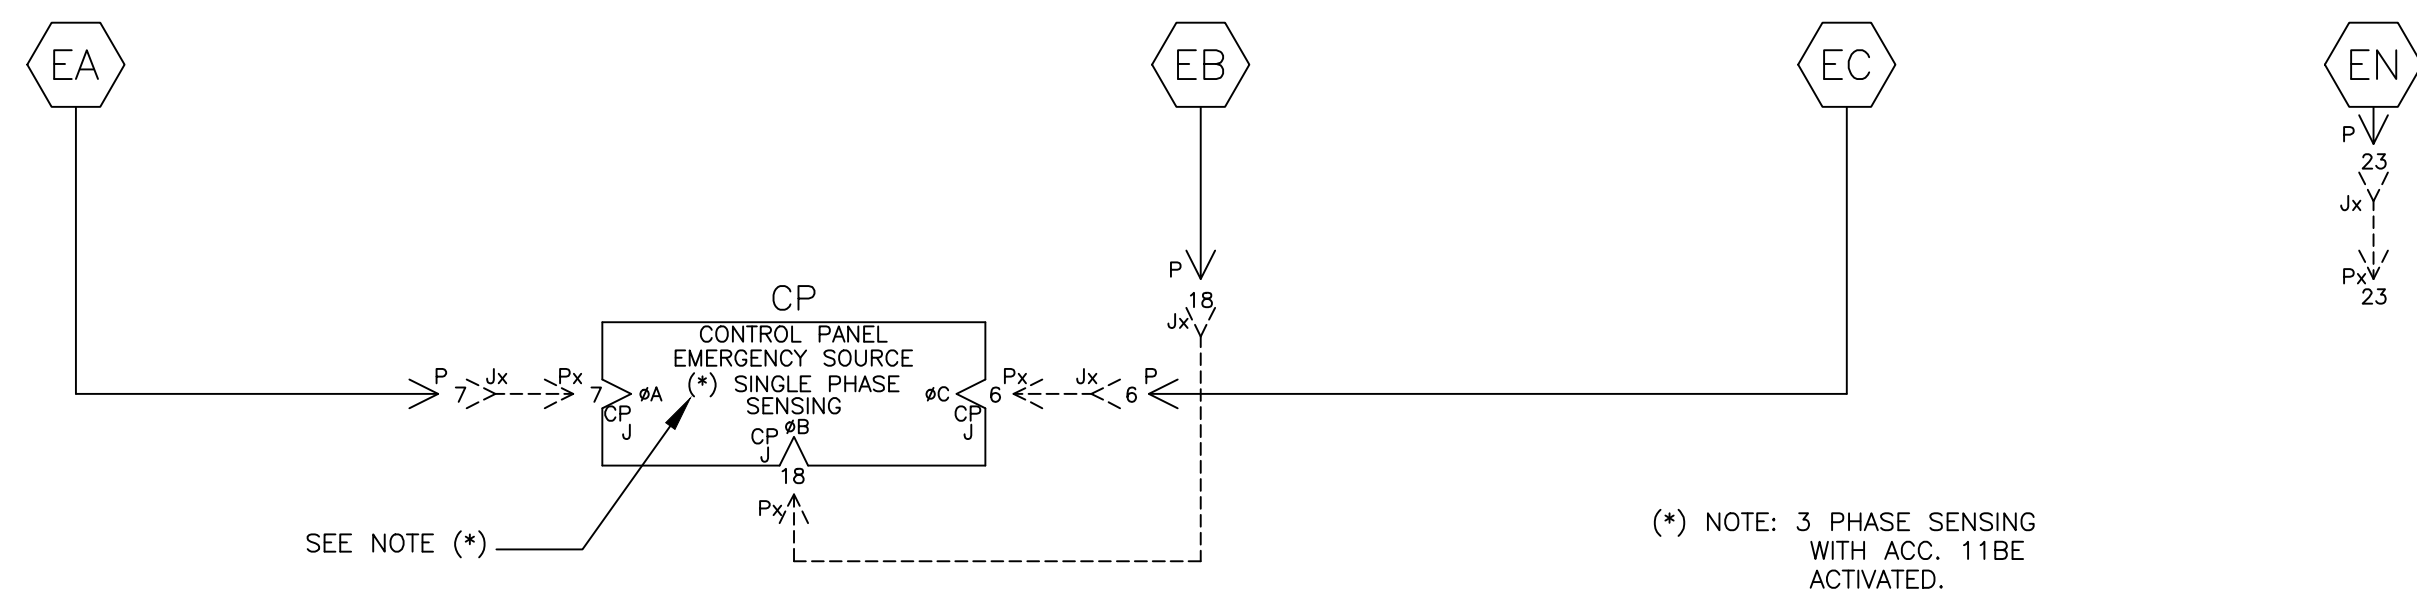 EA
EB
EC
EN
P
23
Jx
Px
23
P
18
Jx
CP
CONTROL PANEL
EMERGENCY SOURCE
(*) SINGLE PHASE
SENSING
P 7 Jx Px 7 øA
øC 6 Px Jx 6 P
CP
J
CP
J
øB
CP
J
18
Px
SEE NOTE (*)
(*) NOTE: 3 PHASE SENSING
WITH ACC. 11BE
ACTIVATED.